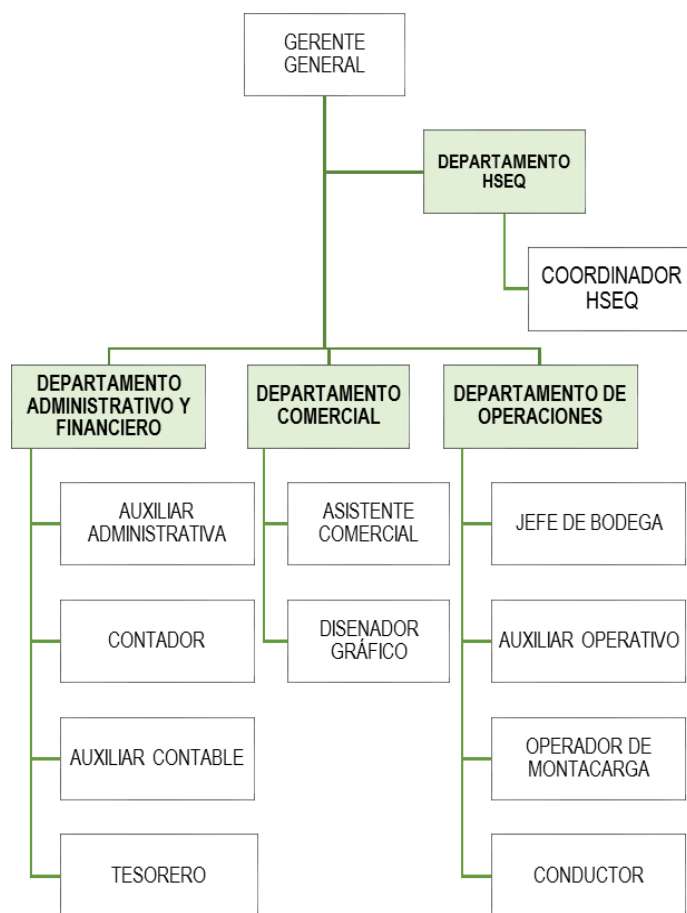 GERENTE
GENERAL
DEPARTAMENTO
HSEQ
COORDINADOR
HSEQ
DEPARTAMENTO
ADMINISTRATIVO Y
FINANCIERO
DEPARTAMENTO
COMERCIAL
DEPARTAMENTO DE
OPERACIONES
AUXILIAR
ADMINISTRATIVA
ASISTENTE
COMERCIAL
JEFE DE BODEGA
CONTADOR
DISENADOR
GRÁFICO
AUXILIAR OPERATIVO
AUXILIAR CONTABLE
OPERADOR DE
MONTACARGA
TESORERO
CONDUCTOR